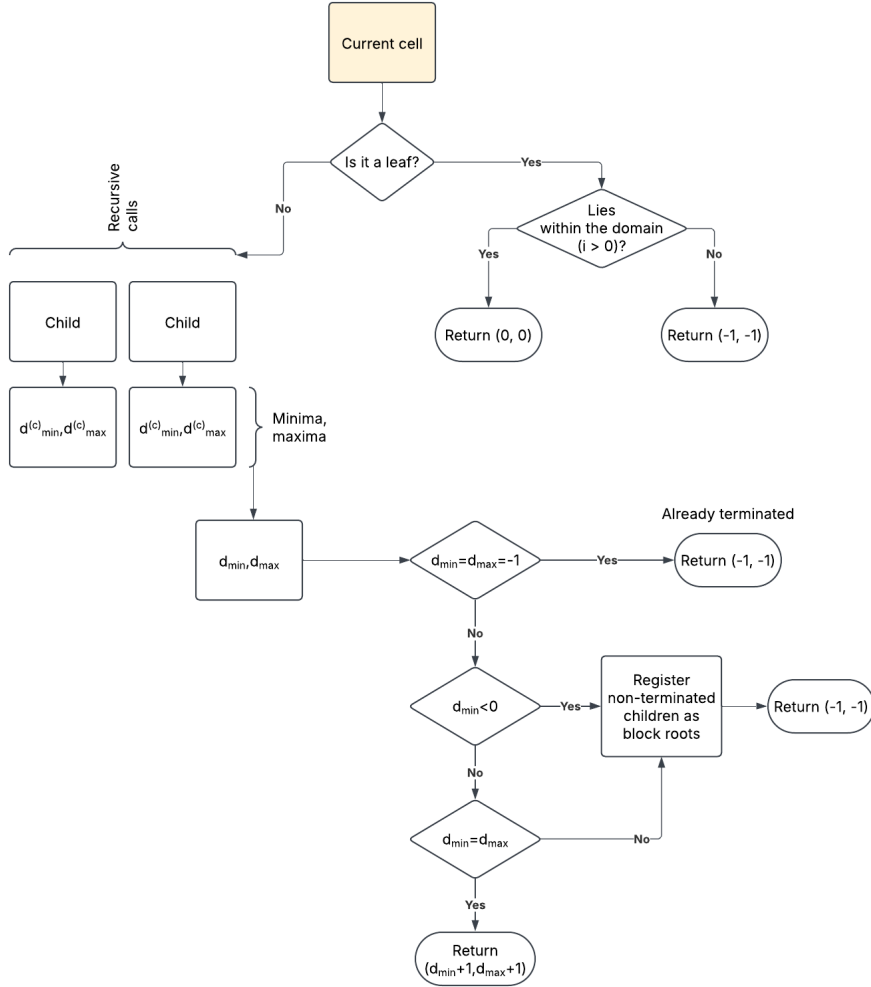 Current cell
Is it a leaf?
Yes
No
Recursive
calls
Lies
within the domain
(i > 0)?
Yes
No
Child
Child
Return (0, 0)
Return (-1, -1)
d(c)min,d(c)max
d(c)min,d(c)max
Minima,
maxima
Already terminated
dmin,dmax
dmin=dmax=-1
Yes
Return (-1, -1)
No
dmin<0
Yes
Register
non-terminated
children as
block roots
Return (-1, -1)
No
dmin=dmax
No
Yes
Return
(dmin+1,dmax+1)